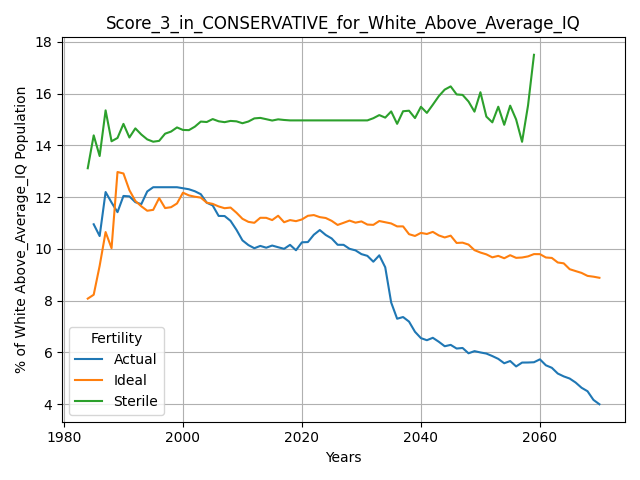 Score_3_in_CONSERVATIVE_for_White_Above_Average_IQ
% of White Above_Average_IQ Population
18
16
14
12
10
8
6
4
Fertility
Actual
Ideal
Sterile
1980
2000
2020
2040
2060
Years